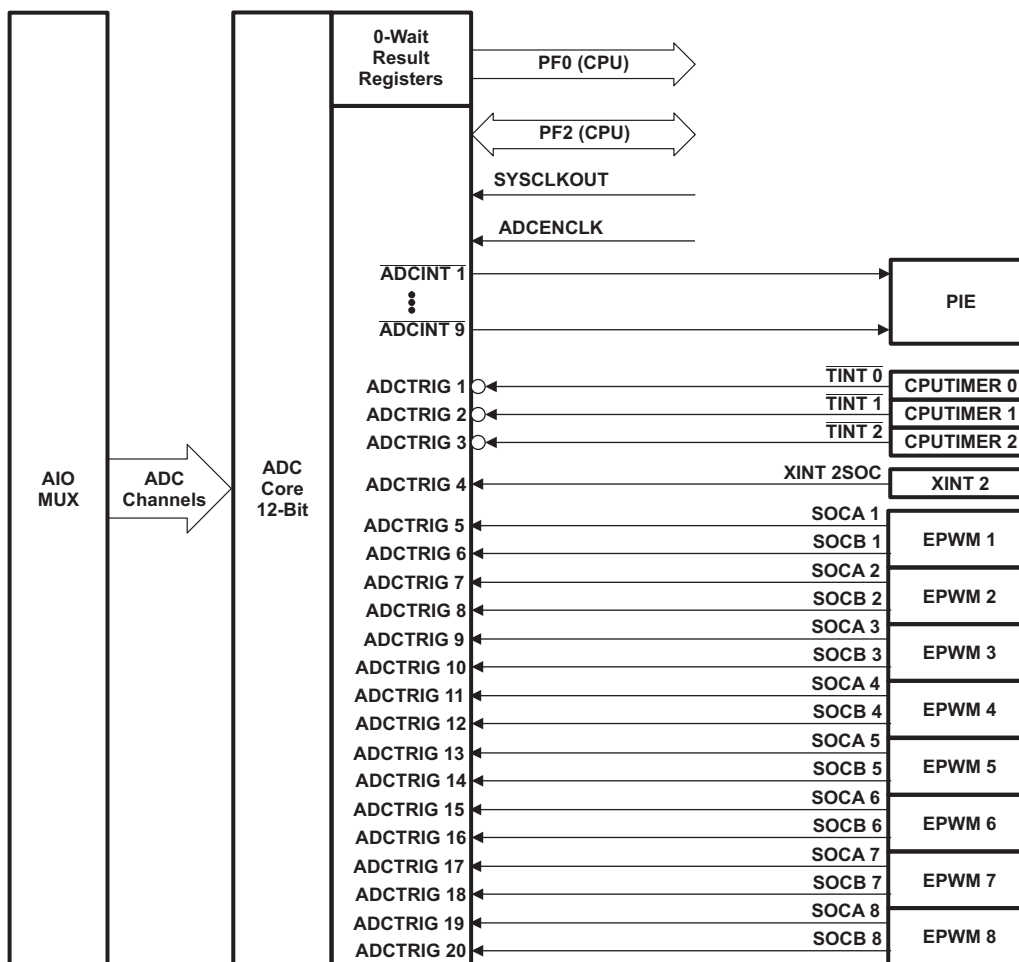 0-Wait
Result
Registers
PF0 (CPU)
PF2 (CPU)
SYSCLKOUT
ADCENCLK
ADCINT 1
PIE
ADCINT 9
TINT 0
ADCTRIG 1
CPUTIMER 0
TINT 1
ADCTRIG 2
CPUTIMER 1
TINT 2
ADCTRIG 3
CPUTIMER 2
AIO
MUX
ADC
Channels
ADC
Core
12-Bit
XINT 2SOC
ADCTRIG 4
XINT 2
SOCA 1
ADCTRIG 5
EPWM 1
SOCB 1
ADCTRIG 6
SOCA 2
ADCTRIG 7
EPWM 2
SOCB 2
ADCTRIG 8
SOCA 3
ADCTRIG 9
EPWM 3
SOCB 3
ADCTRIG 10
SOCA 4
ADCTRIG 11
EPWM 4
SOCB 4
ADCTRIG 12
SOCA 5
ADCTRIG 13
EPWM 5
SOCB 5
ADCTRIG 14
SOCA 6
ADCTRIG 15
EPWM 6
SOCB 6
ADCTRIG 16
SOCA 7
ADCTRIG 17
EPWM 7
SOCB 7
ADCTRIG 18
SOCA 8
ADCTRIG 19
EPWM 8
SOCB 8
ADCTRIG 20